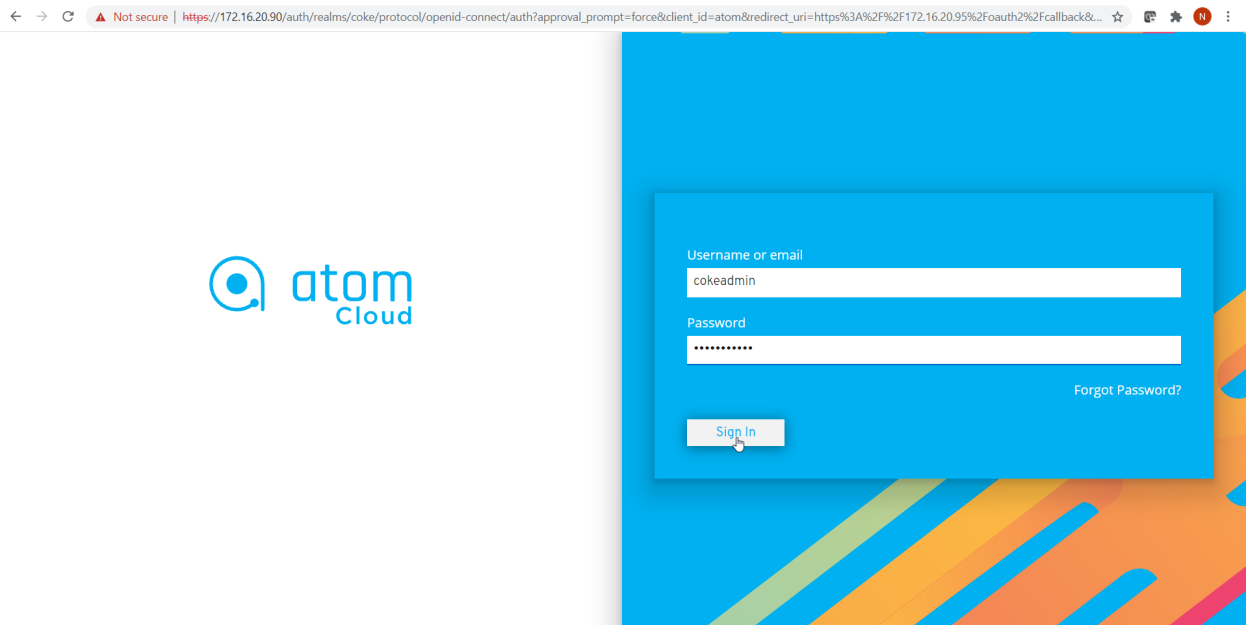 Not secure | https://172.16.20.90/auth/realms/coke/protocol/openid-connect/auth?approval_prompt=force&client_id=atom&redirect_uri=https%3A%2F%2F172.16.20.95%2Foauth2%2Fcallback&...
N
atom
Cloud
Username or email
cokeadmin
Password
•••••••••••
Forgot Password?
Sign In